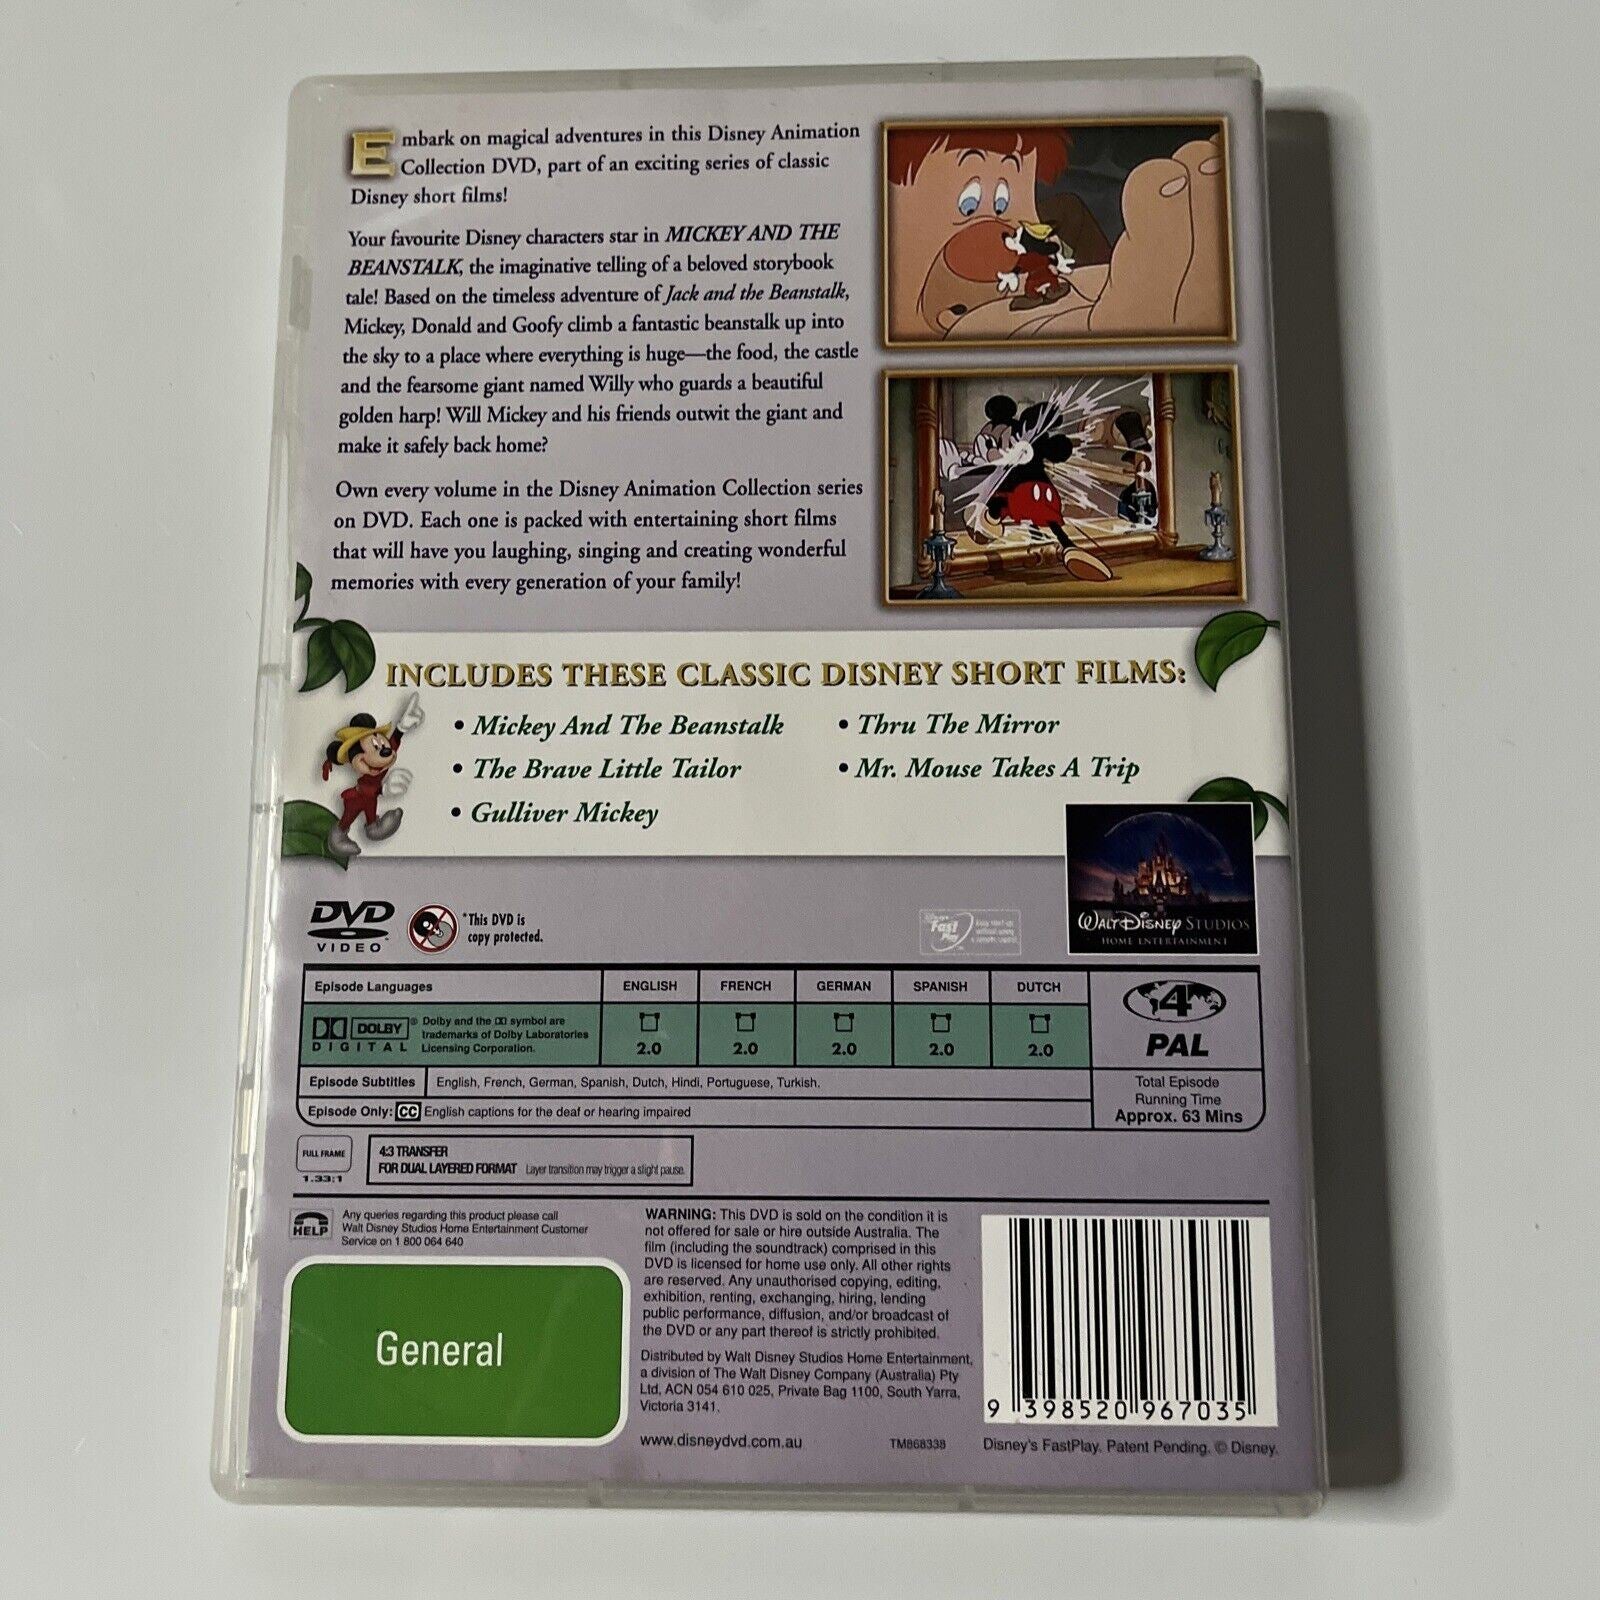 Embark on magical adventures in this Disney Animation
Collection DVD, part of an exciting series of classic
Disney short films!
Your favourite Disney characters star in MICKEY AND THE
BEANSTALK, the imaginative telling of a beloved storybook
tale! Based on the timeless adventure of Jack and the Beanstalk,
Mickey, Donald and Goofy climb a fantastic beanstalk up into
the sky to a place where everything is huge—the food, the castle
and the fearsome giant named Willy who guards a beautiful
golden harp! Will Mickey and his friends outwit the giant and
make it safely back home?
Own every volume in the Disney Animation Collection series
on DVD. Each one is packed with entertaining short films
that will have you laughing, singing and creating wonderful
memories with every generation of your family!
INCLUDES THESE CLASSIC DISNEY SHORT FILMS:
• Mickey And The Beanstalk
• The Brave Little Tailor
• Gulliver Mickey
• Thru The Mirror
• Mr. Mouse Takes A Trip
WALT DISNEY STUDIOS
HOME ENTERTAINMENT
DVD
VIDEO
*This DVD is
copy protected.
Disney's
Fast
Play
Episode Languages
ENGLISH
FRENCH
GERMAN
SPANISH
DUTCH
DOLBY
DIGITAL
® Dolby and the DD symbol are
trademarks of Dolby Laboratories
Licensing Corporation.
2.0
2.0
2.0
2.0
2.0
4
PAL
Episode Subtitles
English, French, German, Spanish, Dutch, Hindi, Portuguese, Turkish.
Episode Only: CC English captions for the deaf or hearing impaired
Total Episode
Running Time
Approx. 63 Mins
FULL FRAME
1.33:1
4:3 TRANSFER
FOR DUAL LAYERED FORMAT Layer transition may trigger a slight pause.
HELP
Any queries regarding this product please call
Walt Disney Studios Home Entertainment Customer
Service on 1 800 064 640
General
WARNING: This DVD is sold on the condition it is
not offered for sale or hire outside Australia. The
film (including the soundtrack) comprised in this
DVD is licensed for home use only. All other rights
are reserved. Any unauthorised copying, editing,
exhibition, renting, exchanging, hiring, lending
public performance, diffusion, and/or broadcast of
the DVD or any part thereof is strictly prohibited.
Distributed by Walt Disney Studios Home Entertainment,
a division of The Walt Disney Company (Australia) Pty
Ltd, ACN 054 610 025, Private Bag 1100, South Yarra,
Victoria 3141.
www.disneydvd.com.au
TM868338
9 398520 967035
Disney's FastPlay. Patent Pending. © Disney.